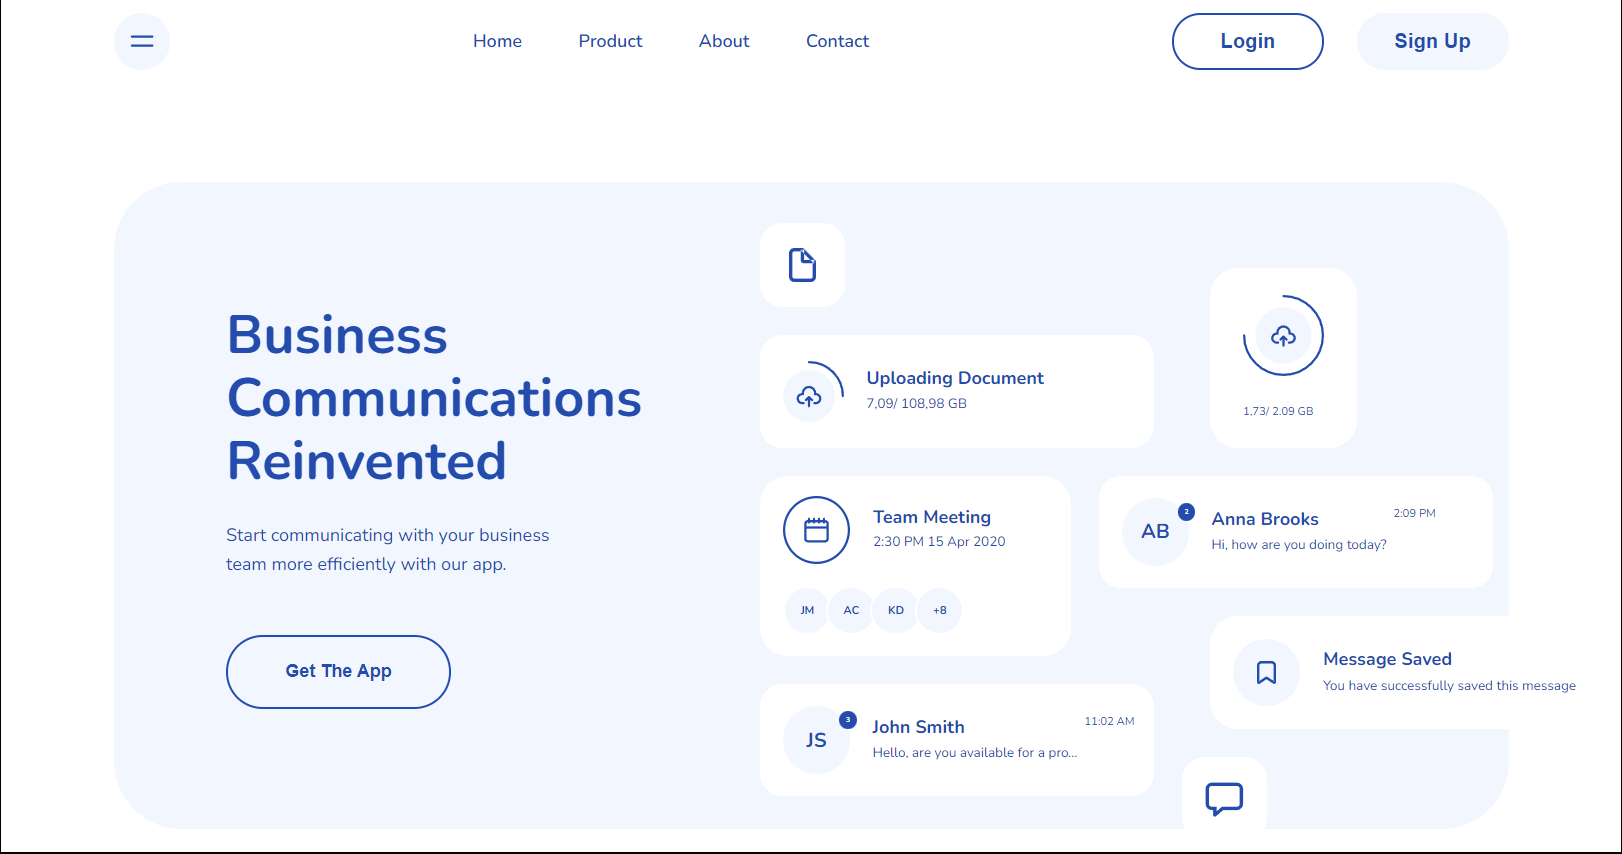 Home Product About Contact Login Sign Up
Business
Communications
Reinvented
Start communicating with your business
team more efficiently with our app.
Get The App
Uploading Document
7,09/ 108,98 GB
1,73/ 2.09 GB
Team Meeting
2:30 PM 15 Apr 2020
JM AC KD +8
AB
2
Anna Brooks
2:09 PM
Hi, how are you doing today?
Message Saved
You have successfully saved this message
JS
3
John Smith
11:02 AM
Hello, are you available for a pro...